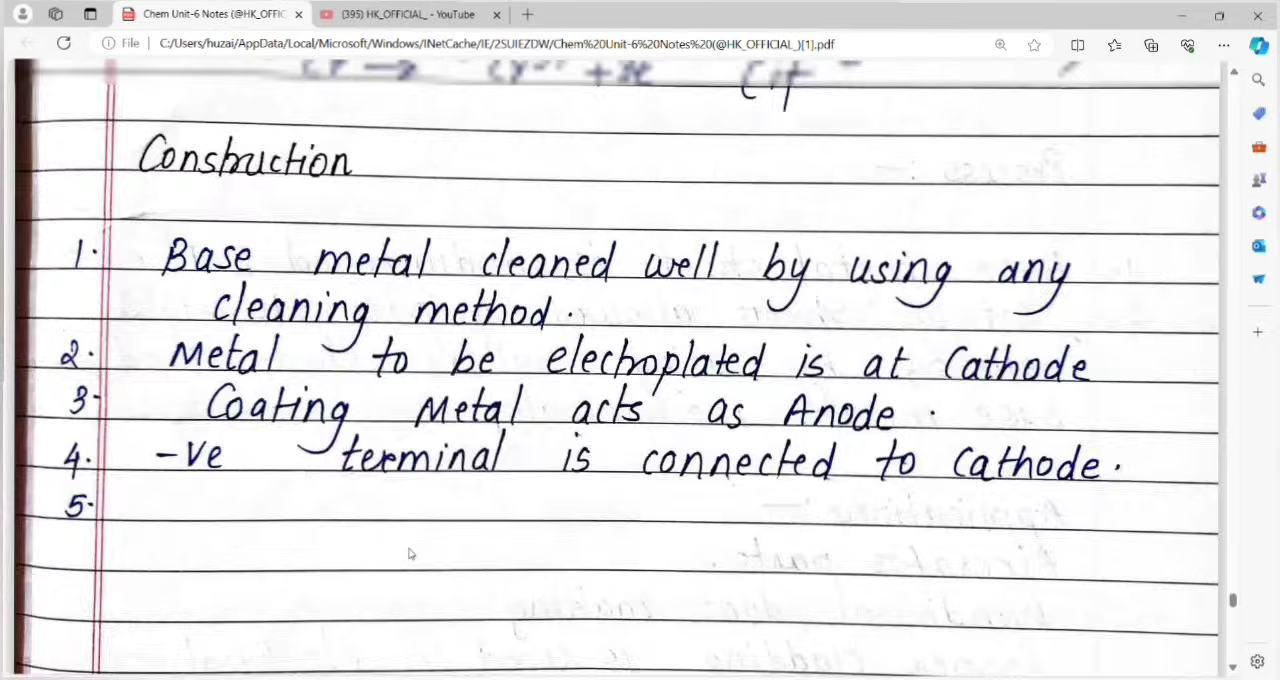 Chem Unit-6 Notes (@HK_OFFIC
(395) HK_OFFICIAL_ - YouTube
File
C:/Users/huzai/AppData/Local/Microsoft/Windows/INetCache/IE/2SUIEZDW/Chem%20Unit-6%20Notes%20(@HK_OFFICIAL_)[1].pdf
Construction
1. Base metal cleaned well by using any
cleaning method.
2. Metal to be electroplated is at Cathode
3. Coating Metal acts as Anode.
4. -ve terminal is connected to Cathode.
5.